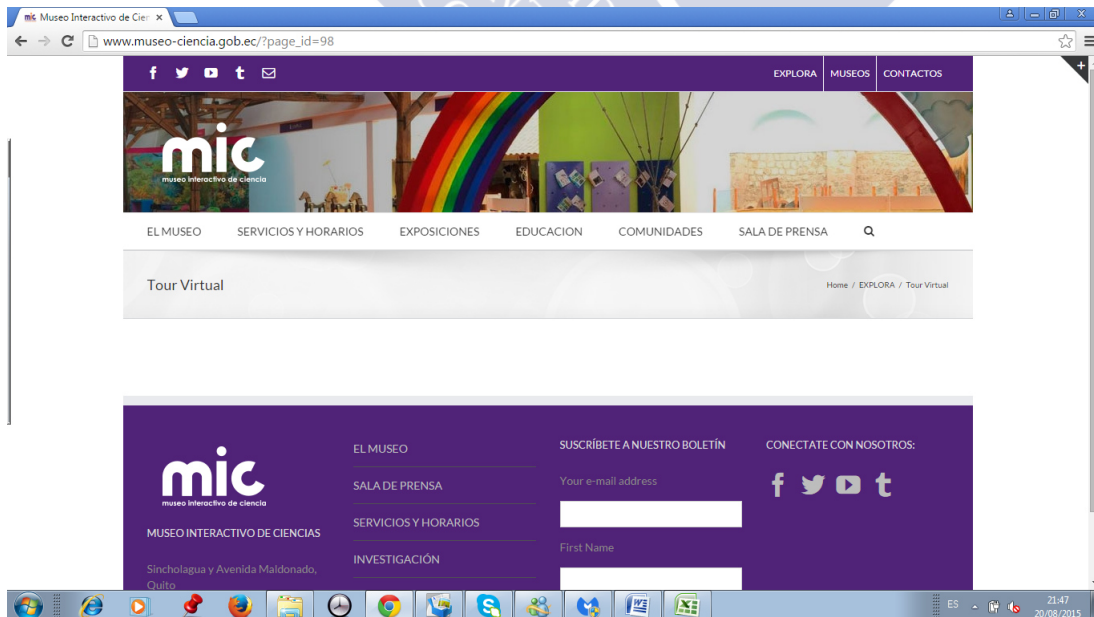 mic Museo Interactivo de Cien
www.museo-ciencia.gob.ec/?page_id=98
EXPLORA MUSEOS CONTACTOS
mic
museo interactivo de ciencia
EL MUSEO SERVICIOS Y HORARIOS EXPOSICIONES EDUCACION COMUNIDADES SALA DE PRENSA
Tour Virtual
Home / EXPLORA / Tour Virtual
mic
museo interactivo de ciencia
MUSEO INTERACTIVO DE CIENCIAS
Sincholagua y Avenida Maldonado,
Quito
EL MUSEO
SALA DE PRENSA
SERVICIOS Y HORARIOS
INVESTIGACIÓN
SUSCRÍBETE A NUESTRO BOLETÍN
Your e-mail address
First Name
CONECTATE CON NOSOTROS:
ES
21:47
20/08/2015